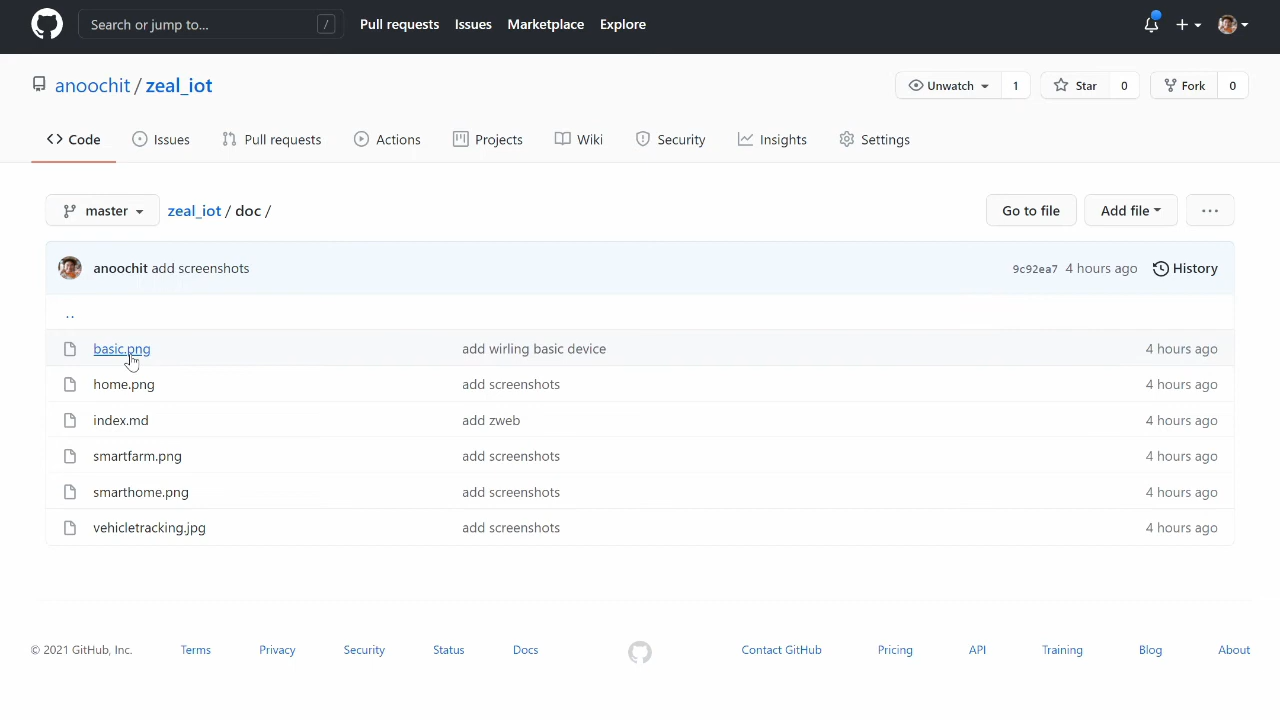 Search or jump to... /
Pull requests Issues Marketplace Explore
anoochit / zeal_iot
Unwatch 1 Star 0 Fork 0
Code Issues Pull requests Actions Projects Wiki Security Insights Settings
master zeal_iot / doc /
Go to file Add file ...
anoochit add screenshots 9c92ea7 4 hours ago History
..
basic.png add wirling basic device 4 hours ago
home.png add screenshots 4 hours ago
index.md add zweb 4 hours ago
smartfarm.png add screenshots 4 hours ago
smarthome.png add screenshots 4 hours ago
vehicletracking.jpg add screenshots 4 hours ago
© 2021 GitHub, Inc. Terms Privacy Security Status Docs Contact GitHub Pricing API Training Blog About